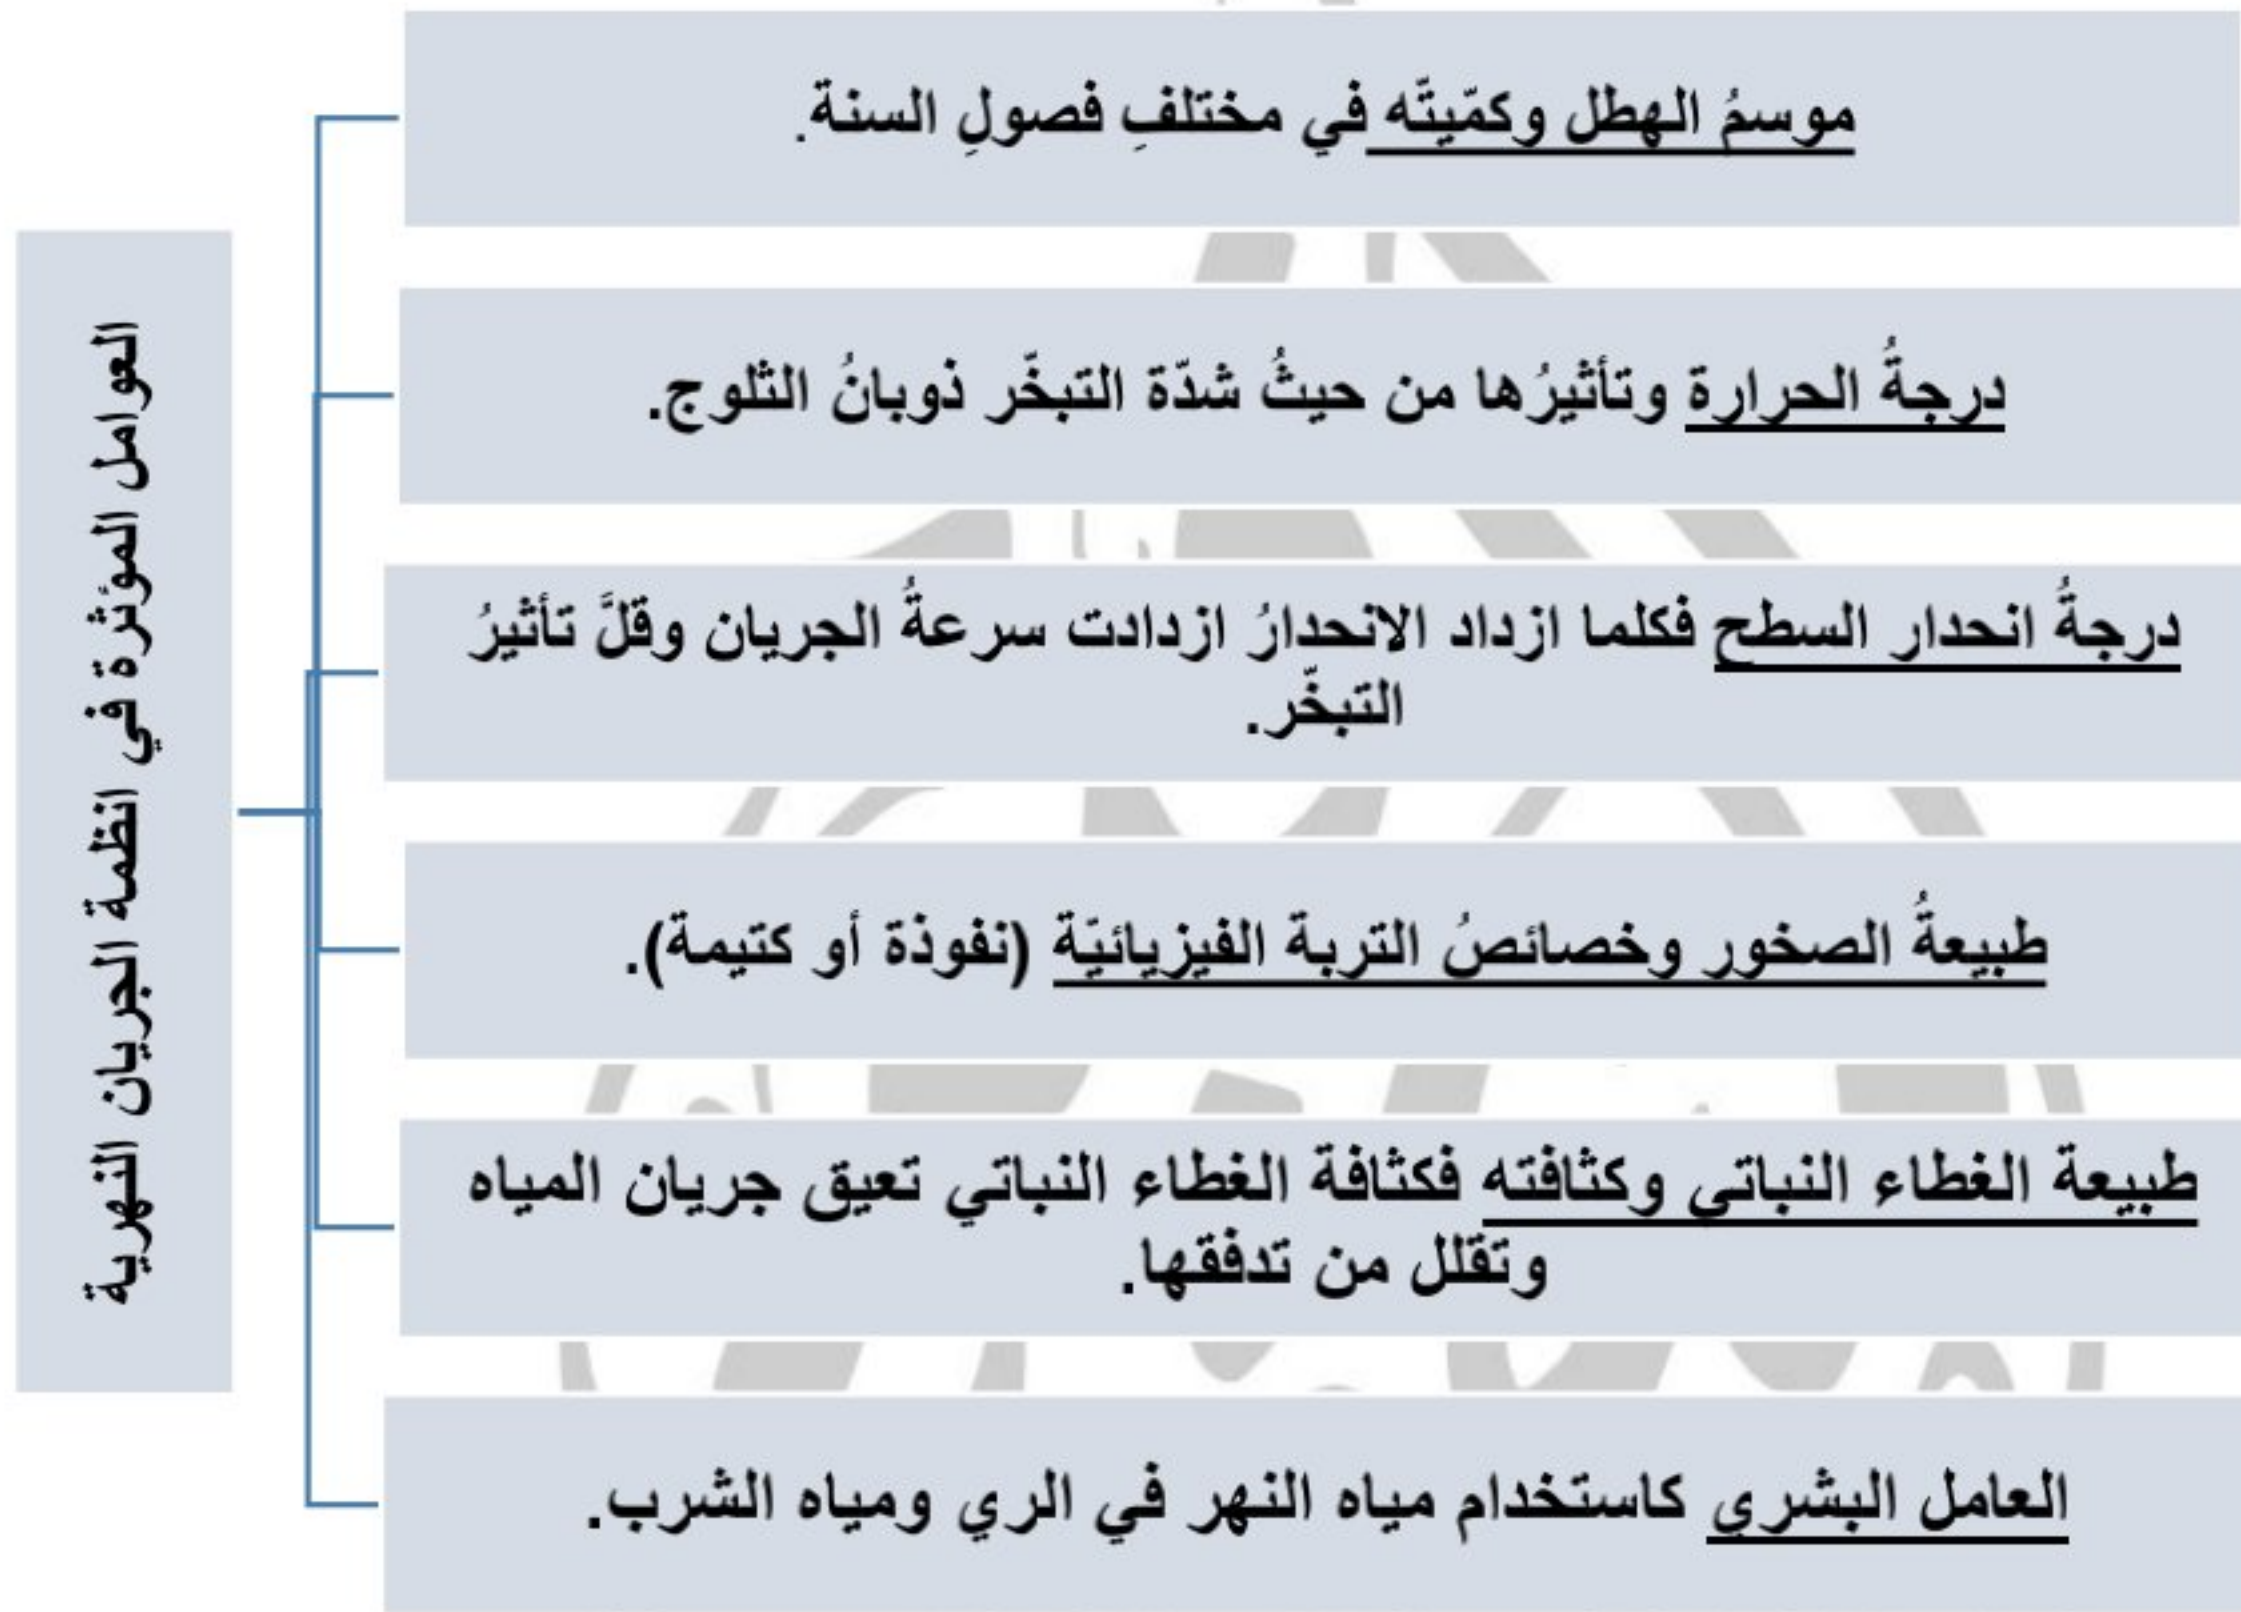 العوامل المؤثرة في انظمة الجريان النهرية
موسمُ الهطل وكمّيتّه في مختلفِ فصولِ السنة.
درجةُ الحرارة وتأثيرُها من حيثُ شدّة التبخّر ذوبانُ الثلوج.
درجةُ انحدار السطح فكلما ازداد الانحدارُ ازدادت سرعةُ الجريان وقلَّ تأثيرُ
التبخّر.
طبيعةُ الصخور وخصائصُ التربة الفيزيائيّة (نفوذة أو كتيمة).
طبيعة الغطاء النباتي وكثافته فكثافة الغطاء النباتي تعيق جريان المياه
وتقلل من تدفقها.
العامل البشري كاستخدام مياه النهر في الري ومياه الشرب.